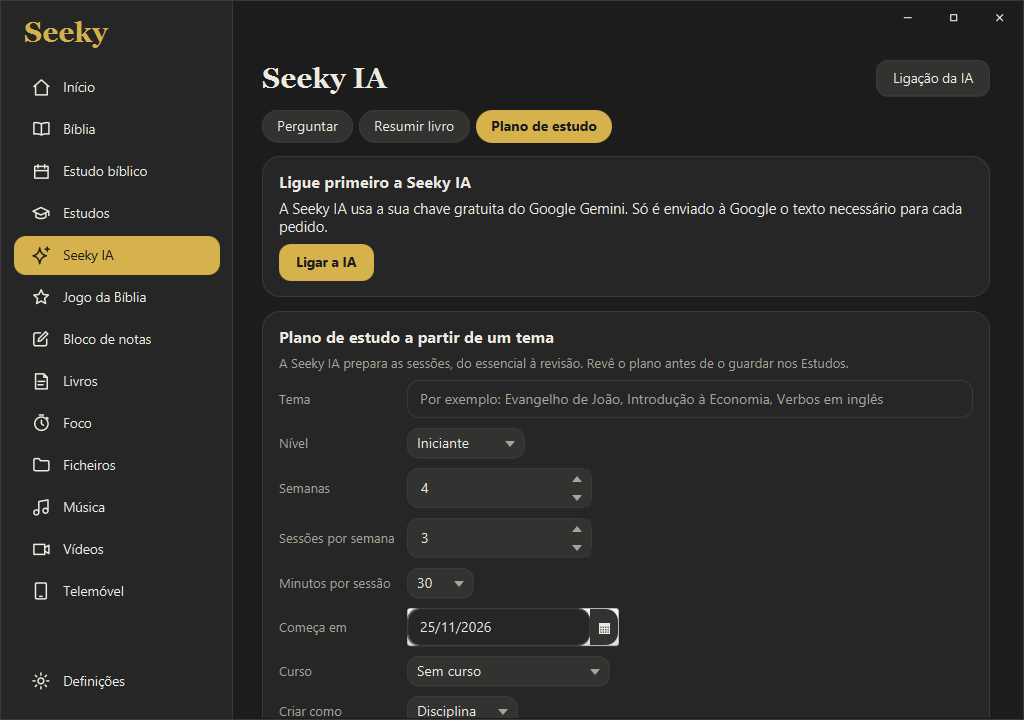 Seeky
Início
Bíblia
Estudo bíblico
Estudos
Seeky IA
Jogo da Bíblia
Bloco de notas
Livros
Foco
Ficheiros
Música
Vídeos
Telemóvel
Definições
Seeky IA
Ligação da IA
Perguntar
Resumir livro
Plano de estudo
Ligue primeiro a Seeky IA
A Seeky IA usa a sua chave gratuita do Google Gemini. Só é enviado à Google o texto necessário para cada
pedido.
Ligar a IA
Plano de estudo a partir de um tema
A Seeky IA prepara as sessões, do essencial à revisão. Revê o plano antes de o guardar nos Estudos.
Tema
Por exemplo: Evangelho de João, Introdução à Economia, Verbos em inglês
Nível
Iniciante
Semanas
4
Sessões por semana
3
Minutos por sessão
30
Começa em
25/11/2026
Curso
Sem curso
Criar como
Disciplina